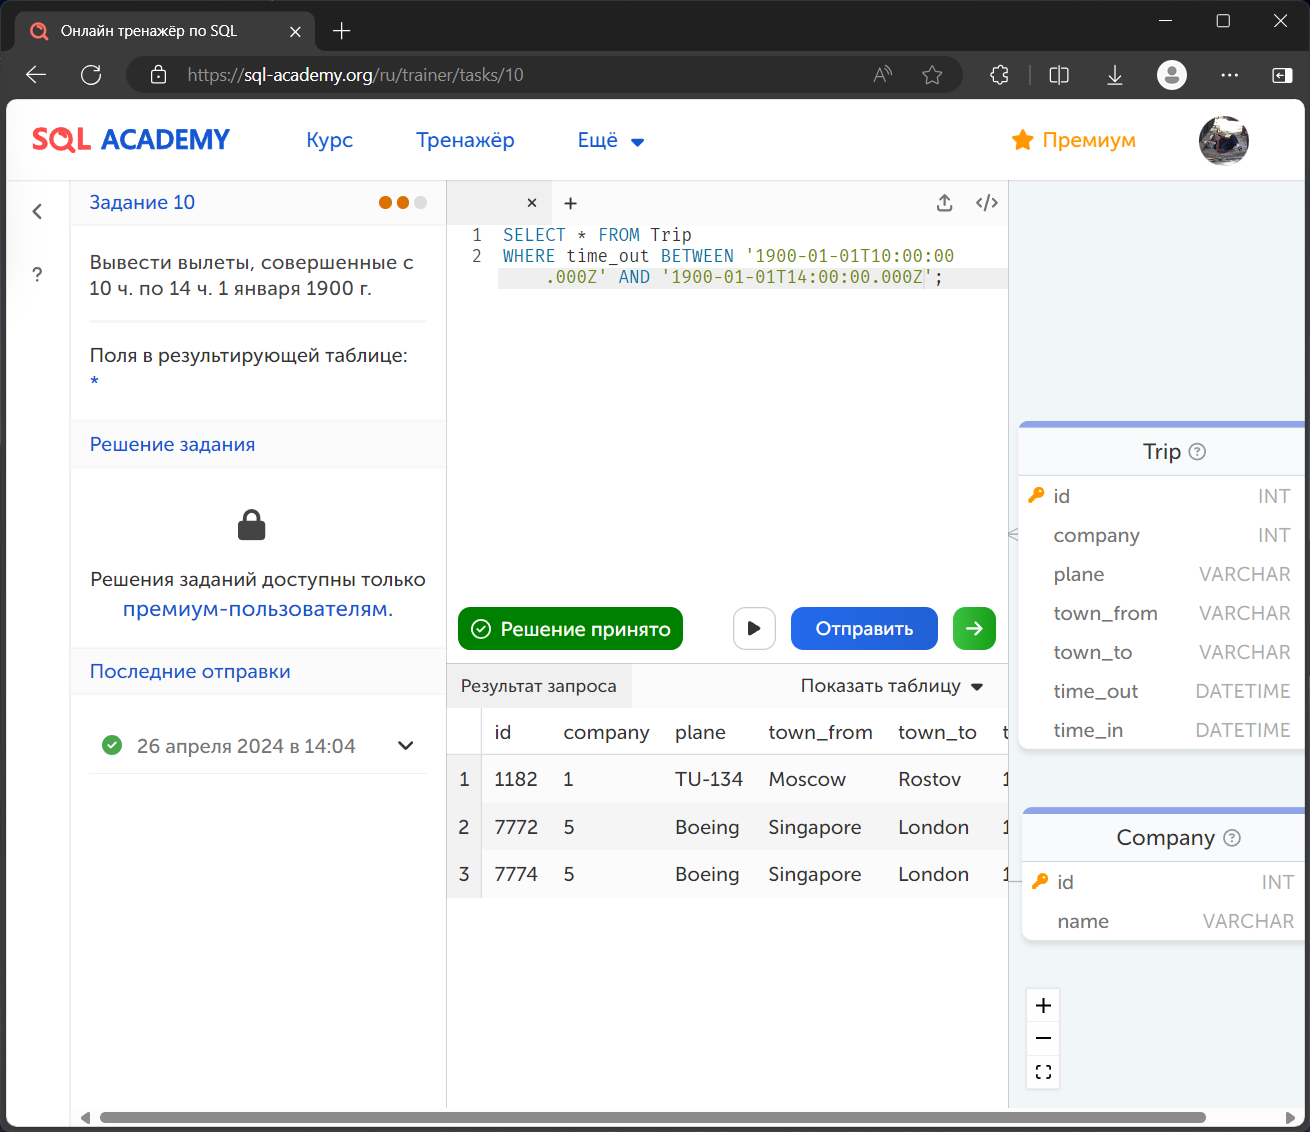 Онлайн тренажёр по SQL
https://sql-academy.org/ru/trainer/tasks/10
SQL ACADEMY
Курс
Тренажёр
Ещё
Премиум
Задание 10
Вывести вылеты, совершенные с
10 ч. по 14 ч. 1 января 1900 г.
Поля в результирующей таблице:
*
Решение задания
Решения заданий доступны только
премиум-пользователям.
Последние отправки
26 апреля 2024 в 14:04
1 SELECT * FROM Trip
2 WHERE time_out BETWEEN '1900-01-01T10:00:00
.000Z' AND '1900-01-01T14:00:00.000Z';
Решение принято
Отправить
Результат запроса
Показать таблицу
id company plane town_from town_to
1 1182 1 TU-134 Moscow Rostov
2 7772 5 Boeing Singapore London
3 7774 5 Boeing Singapore London
Trip
id INT
company INT
plane VARCHAR
town_from VARCHAR
town_to VARCHAR
time_out DATETIME
time_in DATETIME
Company
id INT
name VARCHAR